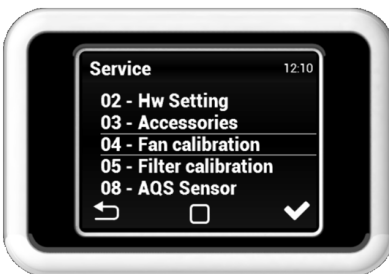 Service 12:10
02 - Hw Setting
03 - Accessories
04 - Fan calibration
05 - Filter calibration
08 - AQS Sensor